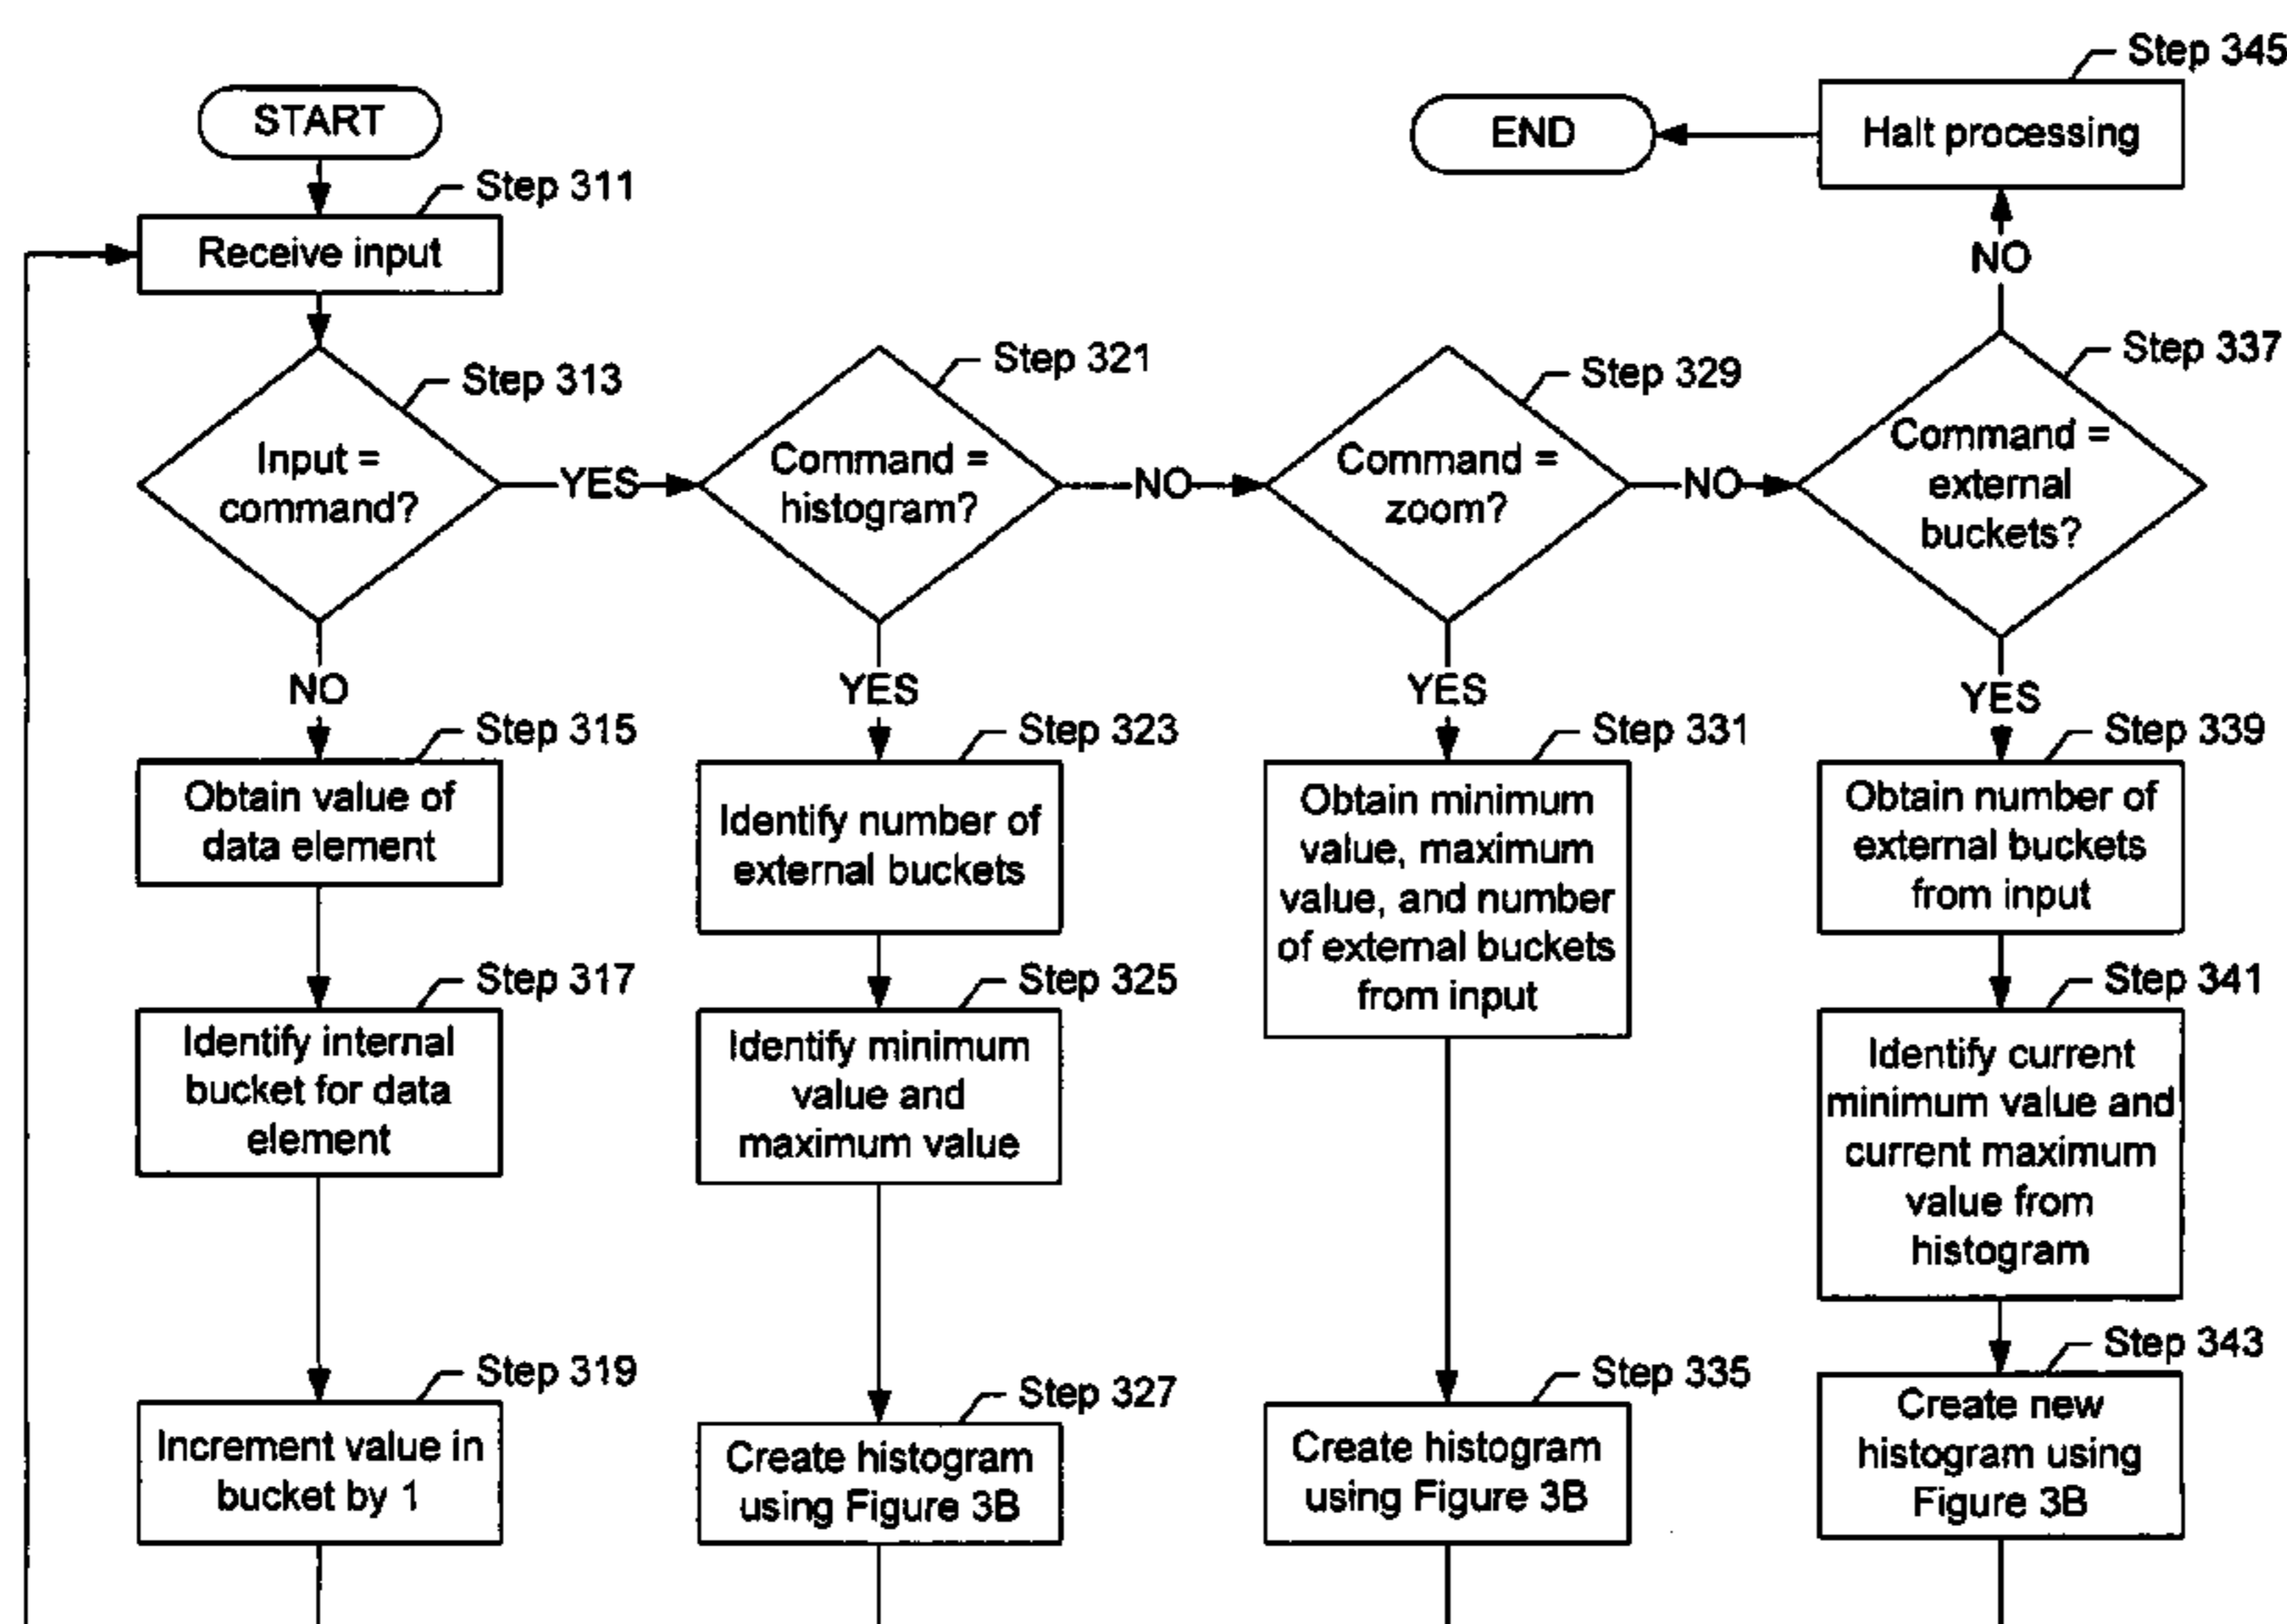 START
Step 311
Receive input
Step 313
Input =
command?
YES
NO
Step 315
Obtain value of
data element
Step 317
Identify internal
bucket for data
element
Step 319
Increment value in
bucket by 1
Step 321
Command =
histogram?
NO
YES
Step 323
Identify number of
external buckets
Step 325
Identify minimum
value and
maximum value
Step 327
Create histogram
using Figure 3B
Step 329
Command =
zoom?
NO
YES
Step 331
Obtain minimum
value, maximum
value, and number
of external buckets
from input
Step 335
Create histogram
using Figure 3B
Step 337
Command =
external
buckets?
NO
Step 345
Halt processing
END
YES
Step 339
Obtain number of
external buckets
from input
Step 341
Identify current
minimum value and
current maximum
value from
histogram
Step 343
Create new
histogram using
Figure 3B